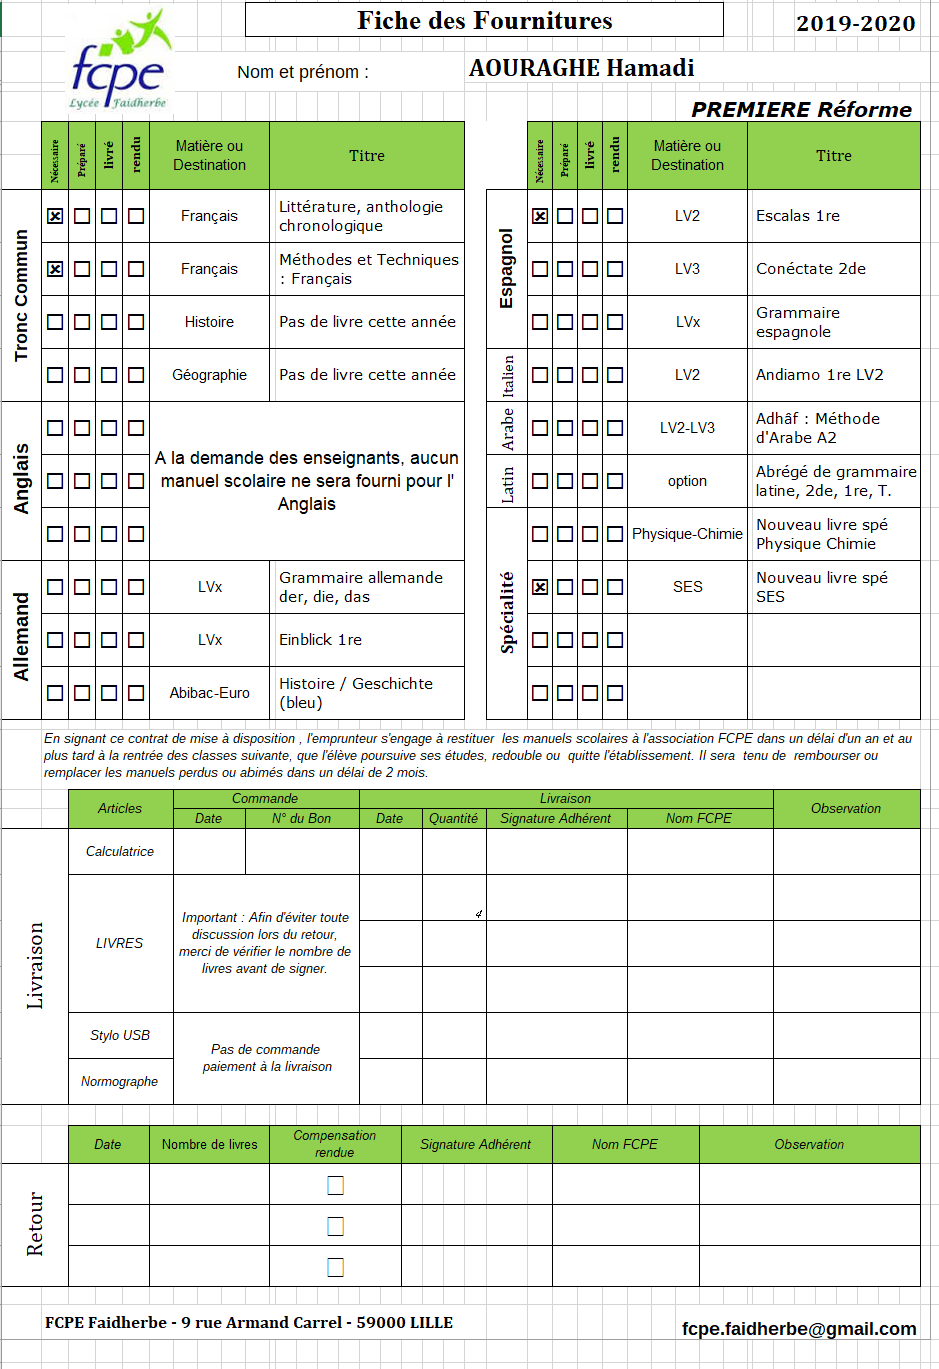 Fiche des Fournitures
2019-2020
fcpe
Lycée Faidherbe
Nom et prénom :
AOURAGHE Hamadi
PREMIERE Réforme
Nécessaire
Préparé
livré
rendu
Matière ou
Destination
Titre
Tronc Commun
Français
Littérature, anthologie
chronologique
Français
Méthodes et Techniques
: Français
Histoire
Pas de livre cette année
Géographie
Pas de livre cette année
Anglais
A la demande des enseignants, aucun
manuel scolaire ne sera fourni pour l'
Anglais
Allemand
LVx
Grammaire allemande
der, die, das
LVx
Einblick 1re
Abibac-Euro
Histoire / Geschichte
(bleu)
Nécessaire
Préparé
livré
rendu
Matière ou
Destination
Titre
Espagnol
LV2
Escalas 1re
LV3
Conéctate 2de
LVx
Grammaire
espagnole
Italien
LV2
Andiamo 1re LV2
Arabe
LV2-LV3
Adhâf : Méthode
d'Arabe A2
Latin
option
Abrégé de grammaire
latine, 2de, 1re, T.
Spécialité
Physique-Chimie
Nouveau livre spé
Physique Chimie
SES
Nouveau livre spé
SES
En signant ce contrat de mise à disposition , l'emprunteur s'engage à restituer les manuels scolaires à l'association FCPE dans un délai d'un an et au
plus tard à la rentrée des classes suivante, que l'élève poursuive ses études, redouble ou quitte l'établissement. Il sera tenu de rembourser ou
remplacer les manuels perdus ou abimés dans un délai de 2 mois.
Articles
Commande
Livraison
Observation
Date
N° du Bon
Date
Quantité
Signature Adhérent
Nom FCPE
Livraison
Calculatrice
LIVRES
Important : Afin d'éviter toute
discussion lors du retour,
merci de vérifier le nombre de
livres avant de signer.
4
Stylo USB
Pas de commande
paiement à la livraison
Normographe
Date
Nombre de livres
Compensation
rendue
Signature Adhérent
Nom FCPE
Observation
Retour
FCPE Faidherbe - 9 rue Armand Carrel - 59000 LILLE
fcpe.faidherbe@gmail.com